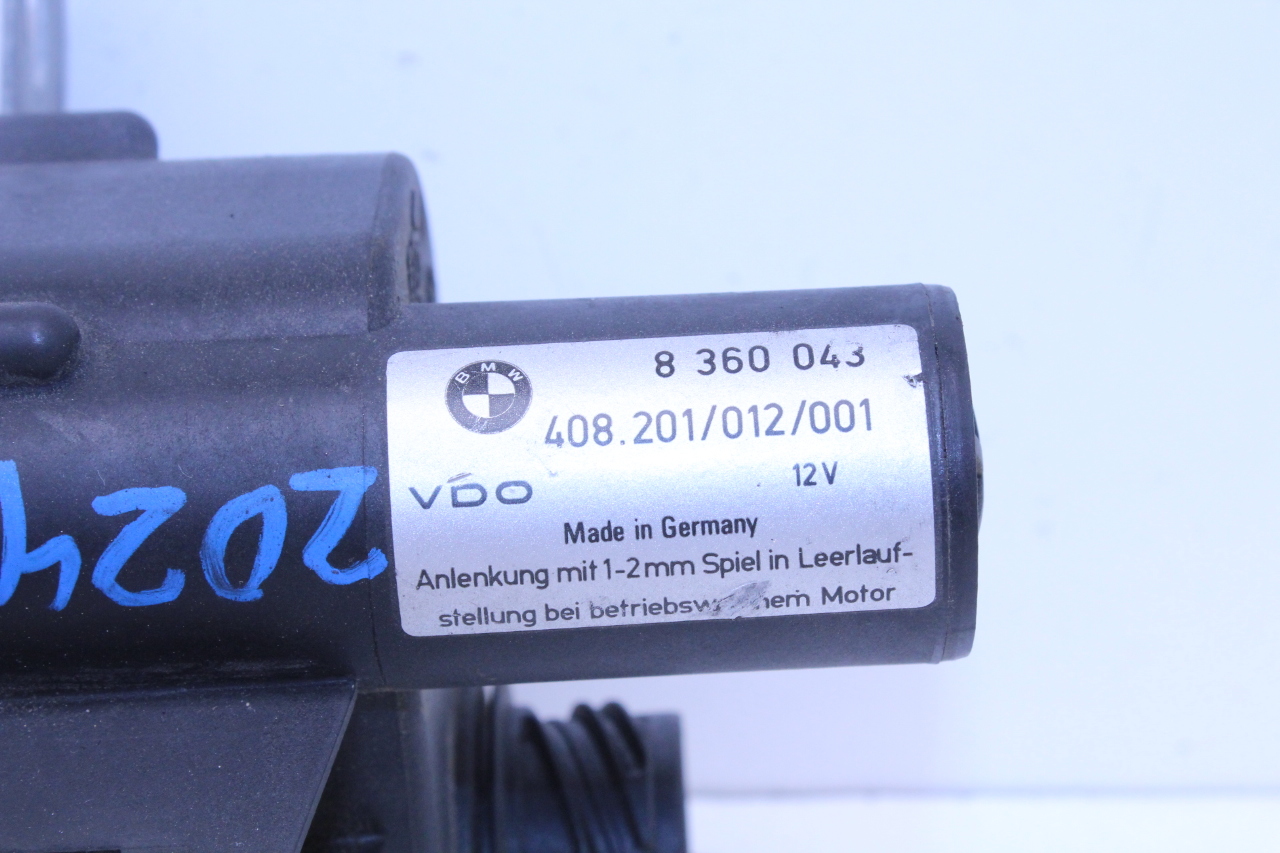 BMW
8 360 043
408.201/012/001
VDO
12V
Made in Germany
Anlenkung mit 1-2mm Spiel in Leerlauf-
stellung bei Motor
2024